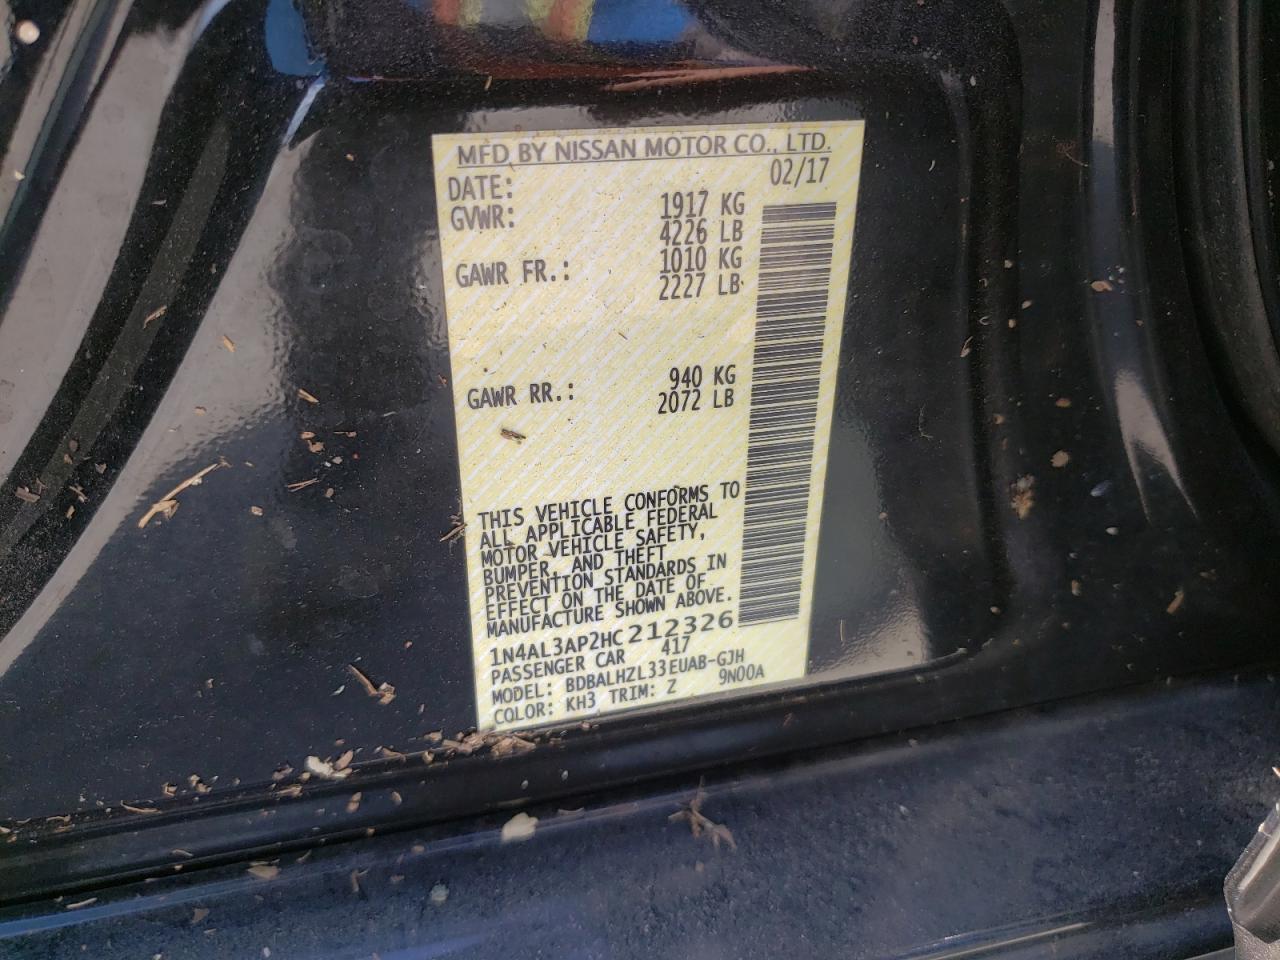 MFD BY NISSAN MOTOR CO., LTD.
DATE: 02/17
GVWR: 1917 KG
4226 LB
GAWR FR.: 1010 KG
2227 LB
GAWR RR.: 940 KG
2072 LB
THIS VEHICLE CONFORMS TO
ALL APPLICABLE FEDERAL
MOTOR VEHICLE SAFETY,
BUMPER, AND THEFT
PREVENTION STANDARDS IN
EFFECT ON THE DATE OF
MANUFACTURE SHOWN ABOVE.
1N4AL3AP2HC212326
PASSENGER CAR 417
MODEL: BDBALHZL33EUAB-GJH
COLOR: KH3 TRIM: Z 9N00A